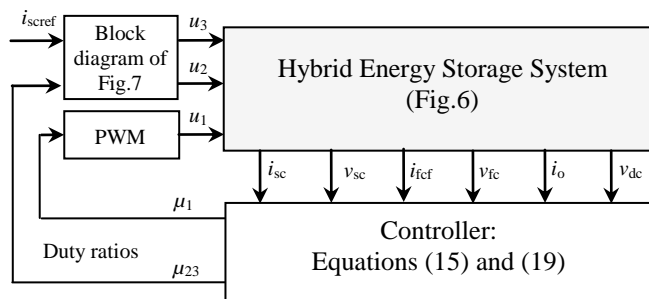 i_scref
Block
diagram of
Fig.7
u_3
u_2
Hybrid Energy Storage System
(Fig.6)
PWM
u_1
i_sc
v_sc
i_fcf
v_fc
i_o
v_dc
μ_1
Controller:
Equations (15) and (19)
Duty ratios
μ_23